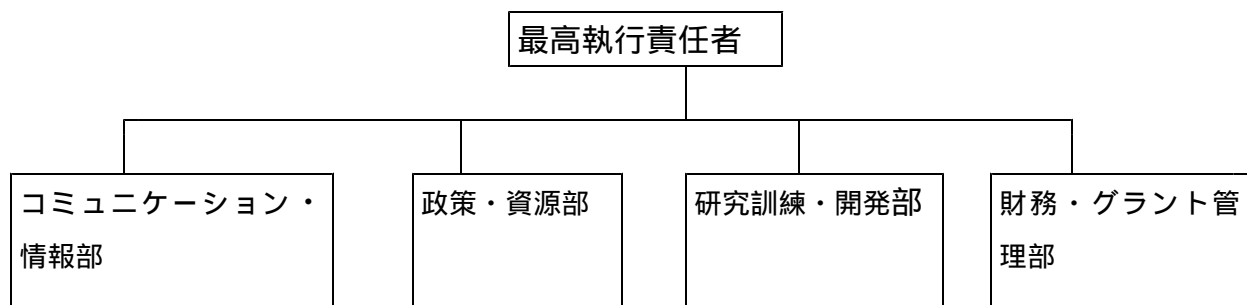 最高執行責任者
コミュニケーション・
情報部
政策・資源部
研究訓練・開発部
財務・グラント管
理部